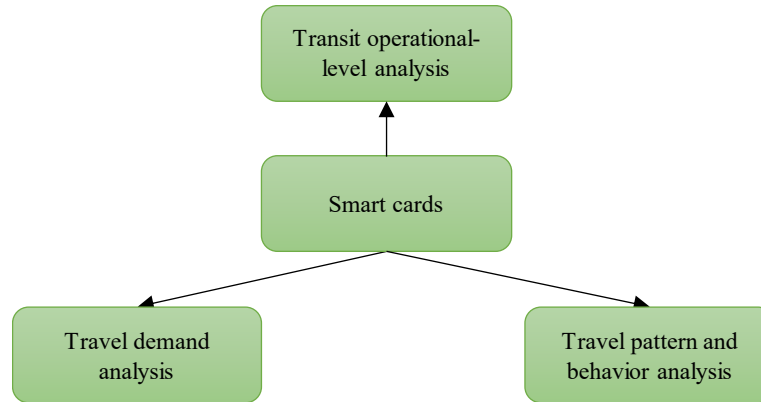 Transit operational-
level analysis
Smart cards
Travel demand
analysis
Travel pattern and
behavior analysis